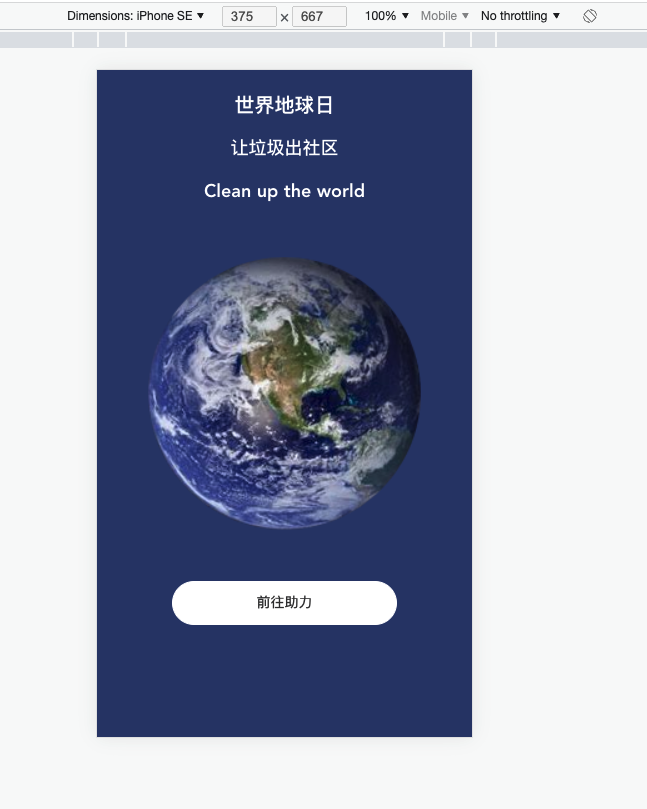 Dimensions: iPhone SE ▼ 375 × 667 100% ▼ Mobile ▼ No throttling ▼
世界地球日
让垃圾出社区
Clean up the world
前往助力